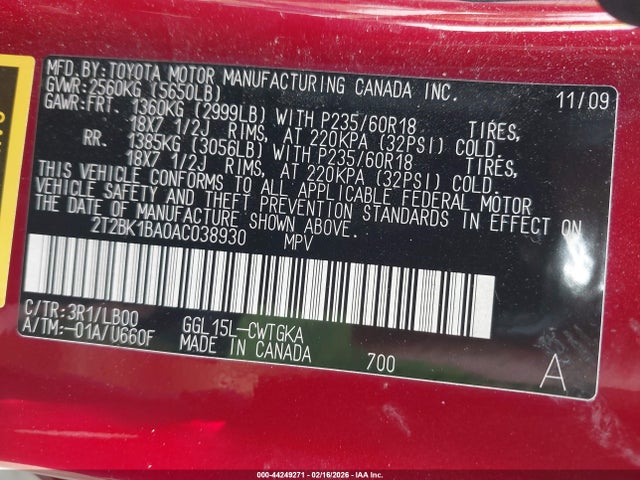 MFD.BY:TOYOTA MOTOR MANUFACTURING CANADA INC. 11/09
GVWR:2560KG (5650LB)
GAWR:FRT. 1360KG (2999LB)WITH P235/60R18 TIRES,
18X7 1/2J RIMS, AT 220KPA (32PSI) COLD
RR. 1385KG (3056LB)WITH P235/60R18 TIRES,
18X7 1/2J RIMS, AT 220KPA (32PSI) COLD.
THIS VEHICLE CONFORMS TO ALL APPLICABLE FEDERAL MOTOR
VEHICLE SAFETY AND THEFT PREVENTION STANDARDS IN EFFECT ON
THE DATE OF MANUFACTURE SHOWN ABOVE.
2T2BK1BA0AC038930 MPV
C/TR:3R1/LB00 GGL15L-CWTGKA
A/TM:-01A/U660F MADE IN CANADA 700 A
000-44249271 - 02/16/2026 - IAA Inc.